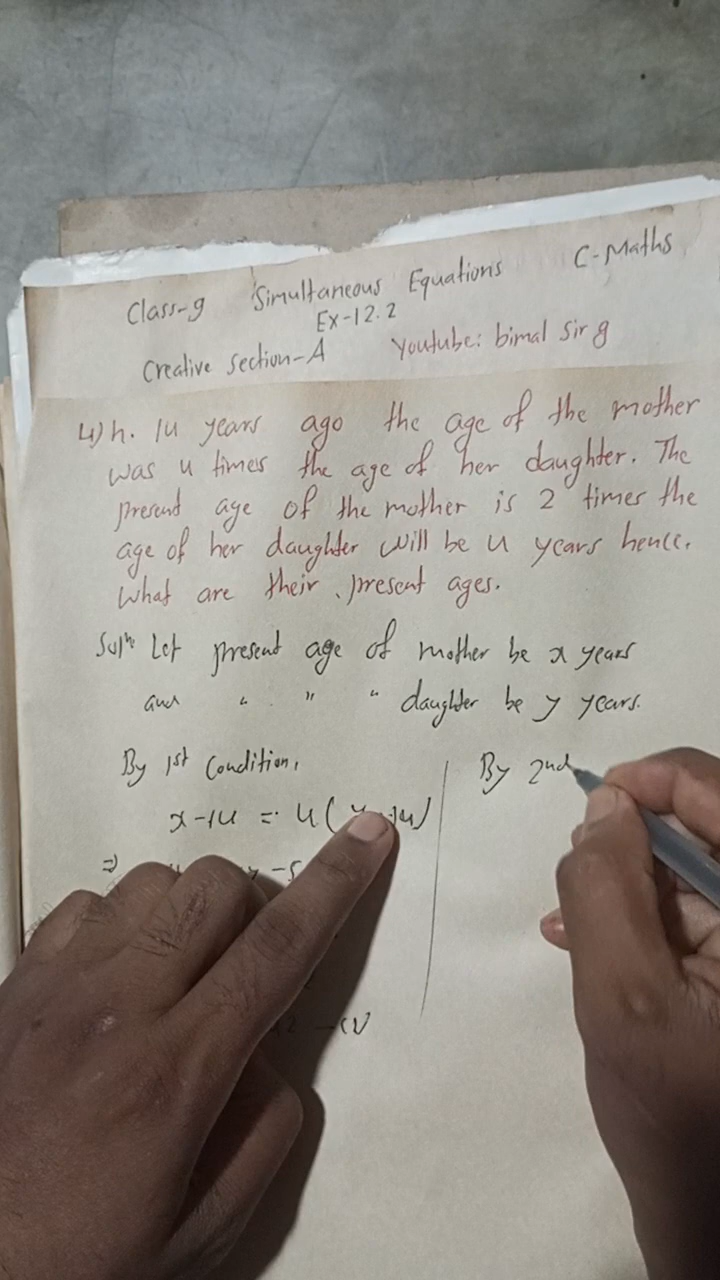 Class-9 Simultaneous Equations C-Maths
Ex-12.2
Creative Section-A Youtube: bimal Sir g
4) h. 14 years ago the age of the mother
was 4 times the age of her daughter. The
present age of the mother is 2 times the
age of her daughter will be 4 years hence.
What are their present ages.
Solⁿ Let present age of mother be x years
and " " " daughter be y years.
By 1st Condition,
x-14 = 4(y-14)
⇒
By 2nd